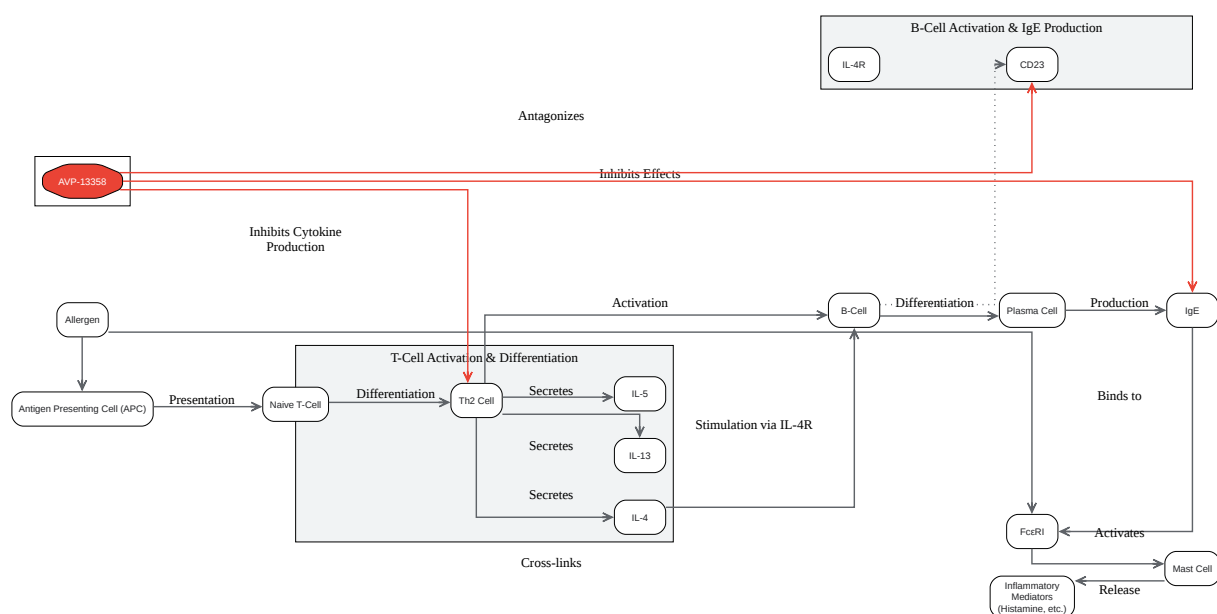 B-Cell Activation & IgE Production
IL-4R
CD23
Antagonizes
AVP-13358
Inhibits Effects
Inhibits Cytokine
Production
Allergen
Activation
B-Cell
Differentiation
Plasma Cell
Production
IgE
T-Cell Activation & Differentiation
Antigen Presenting Cell (APC)
Presentation
Naive T-Cell
Differentiation
Th2 Cell
Secretes
IL-5
Binds to
Stimulation via IL-4R
Secretes
IL-13
Secretes
IL-4
FcεRI
Activates
Cross-links
Mast Cell
Inflammatory
Mediators
(Histamine, etc.)
Release